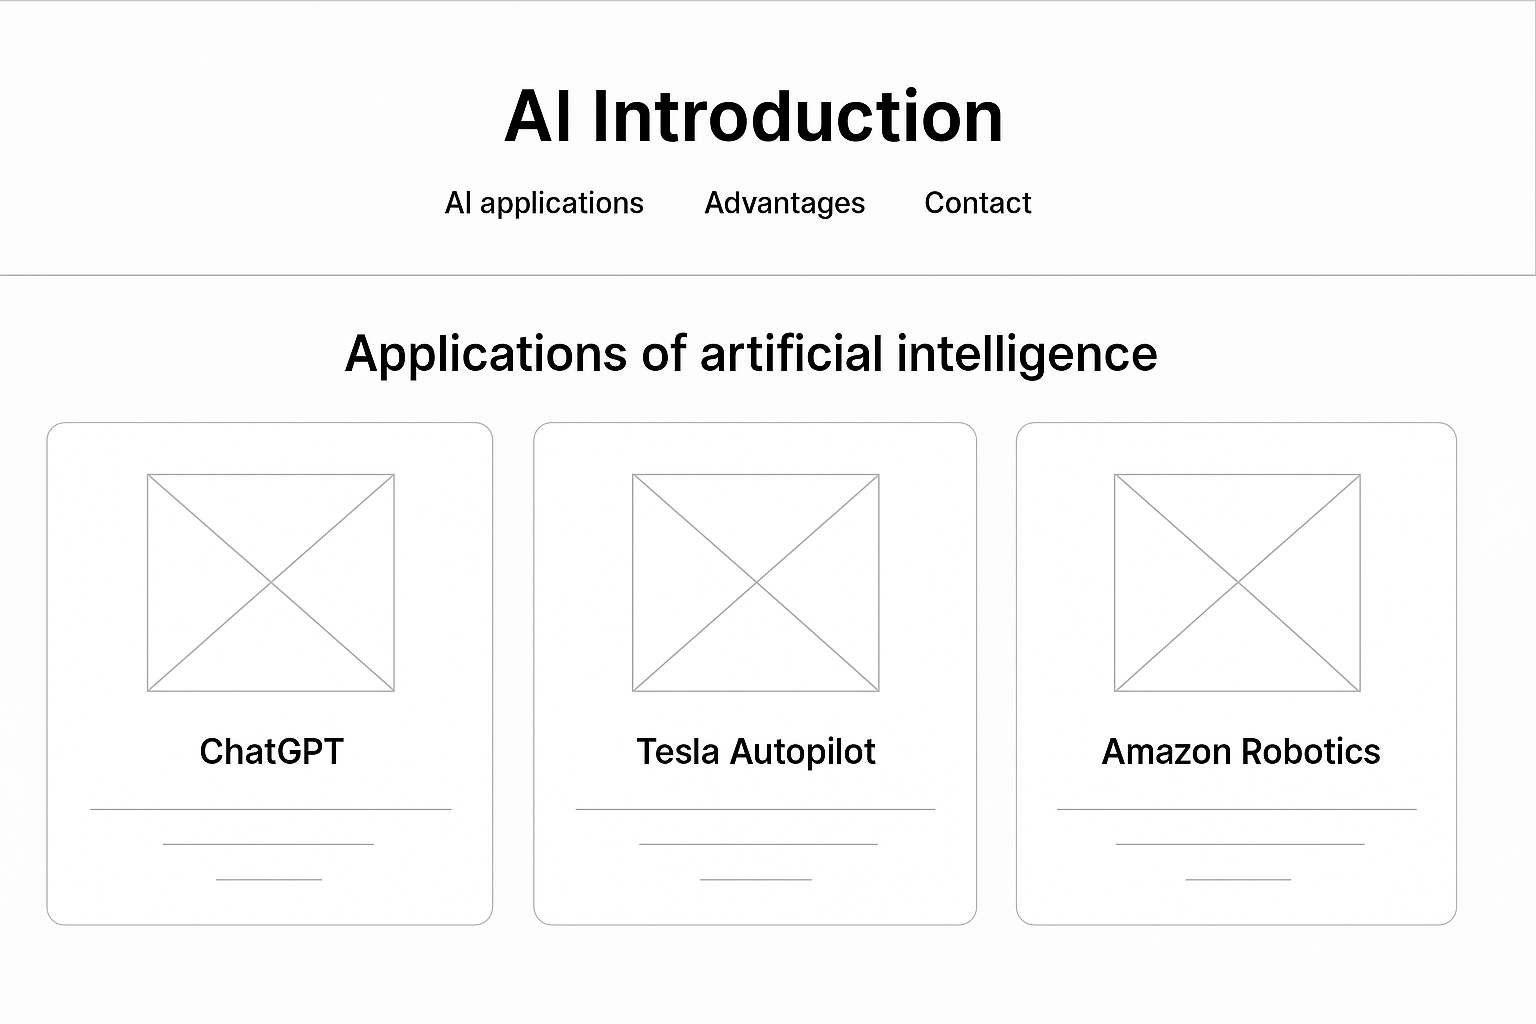 AI Introduction
AI applications Advantages Contact
Applications of artificial intelligence
ChatGPT Tesla Autopilot Amazon Robotics